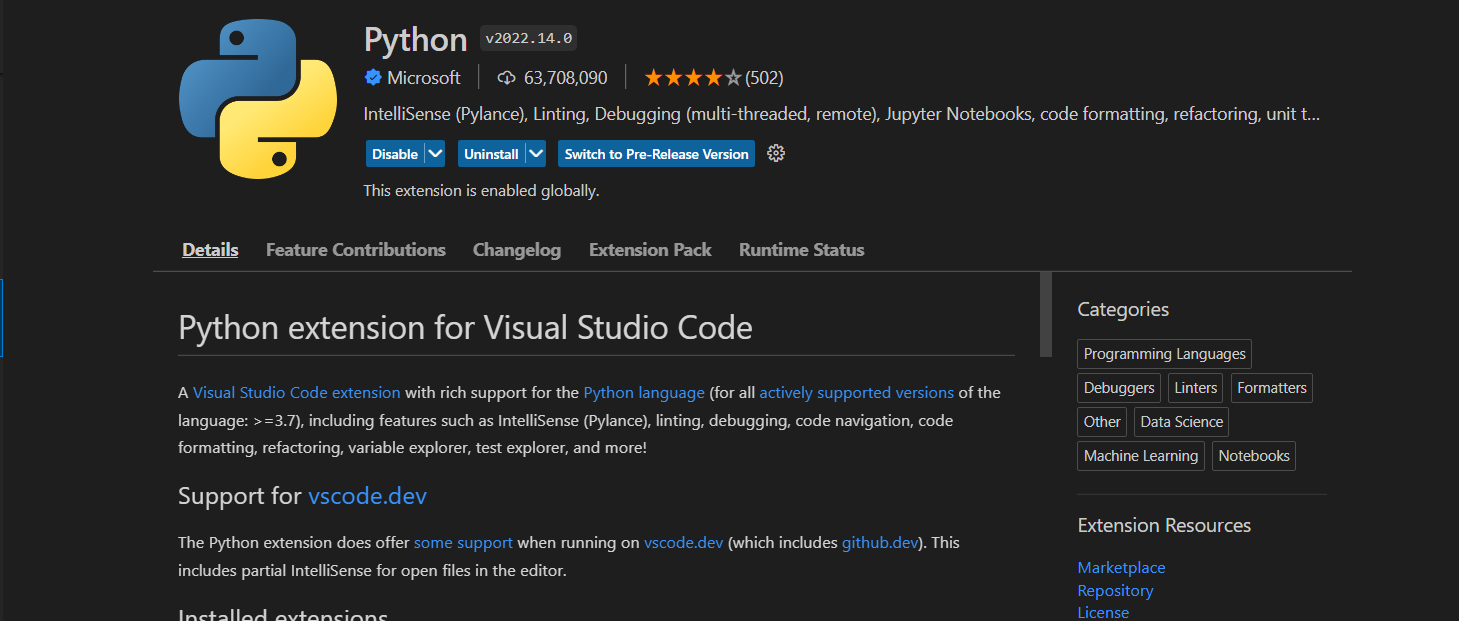 Python v2022.14.0
Microsoft 63,708,090 (502)
IntelliSense (Pylance), Linting, Debugging (multi-threaded, remote), Jupyter Notebooks, code formatting, refactoring, unit t...
Disable Uninstall Switch to Pre-Release Version
This extension is enabled globally.
Details Feature Contributions Changelog Extension Pack Runtime Status
Python extension for Visual Studio Code
A Visual Studio Code extension with rich support for the Python language (for all actively supported versions of the
language: >=3.7), including features such as IntelliSense (Pylance), linting, debugging, code navigation, code
formatting, refactoring, variable explorer, test explorer, and more!
Support for vscode.dev
The Python extension does offer some support when running on vscode.dev (which includes github.dev). This
includes partial IntelliSense for open files in the editor.
Installed extensions
Categories
Programming Languages
Debuggers Linters Formatters
Other Data Science
Machine Learning Notebooks
Extension Resources
Marketplace
Repository
License